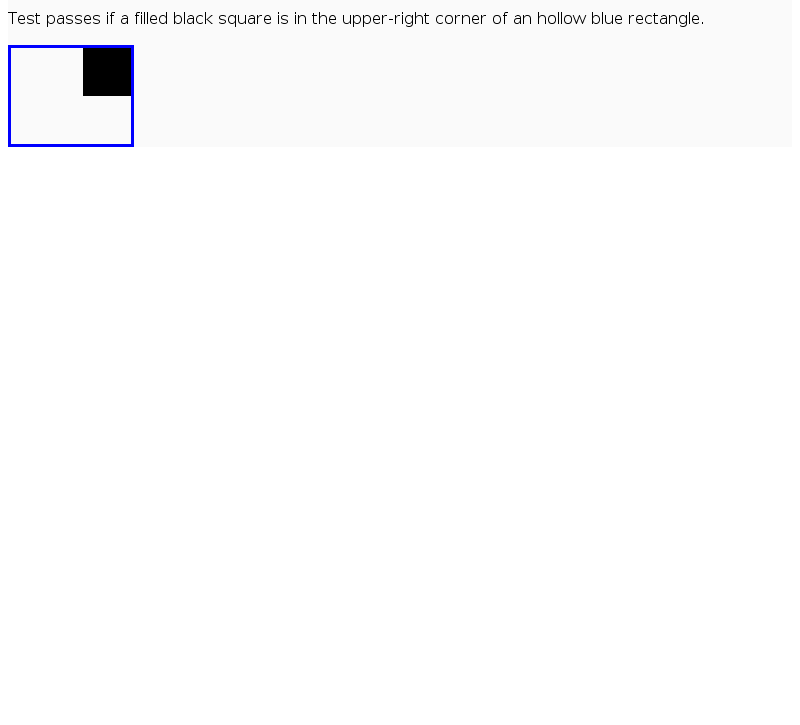 Test passes if a filled black square is in the upper-right corner of an hollow blue rectangle.